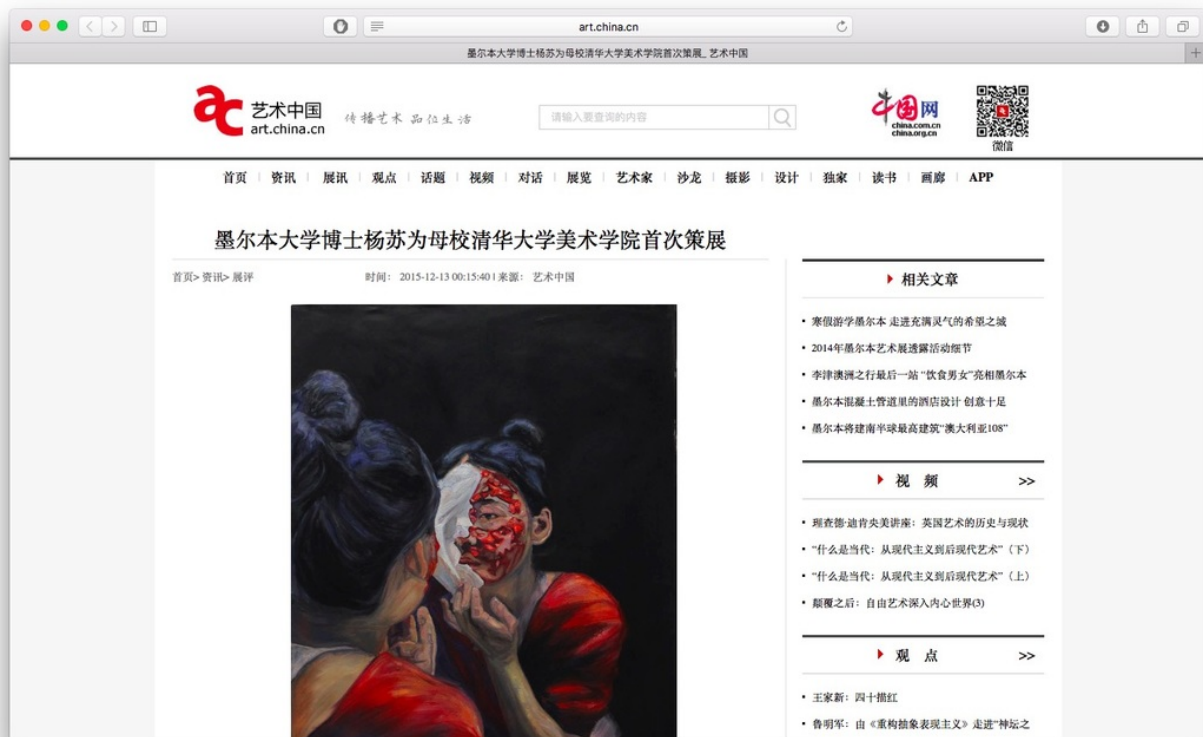 art.china.cn
墨尔本大学博士杨苏为母校清华大学美术学院首次策展_ 艺术中国
艺术中国
art.china.cn
传播艺术 品位生活
请输入要查询的内容
中国网
china.com.cn
china.org.cn
微信
首页 资讯 展讯 观点 话题 视频 对话 展览 艺术家 沙龙 摄影 设计 独家 读书 画廊 APP
墨尔本大学博士杨苏为母校清华大学美术学院首次策展
首页> 资讯> 展评
时间： 2015-12-13 00:15:40 | 来源： 艺术中国
相关文章
寒假游学墨尔本 走进充满灵气的希望之城
2014年墨尔本艺术展透露活动细节
李津澳洲之行最后一站 “饮食男女”亮相墨尔本
墨尔本混凝土管道里的酒店设计 创意十足
墨尔本将建南半球最高建筑“澳大利亚108”
视 频 >>
理查德·迪肯央美讲座：英国艺术的历史与现状
“什么是当代：从现代主义到后现代艺术”（下）
“什么是当代：从现代主义到后现代艺术”（上）
颠覆之后：自由艺术深入内心世界(3)
观 点 >>
王家新：四十描红
鲁明军：由《重构抽象表现主义》走进“神坛之